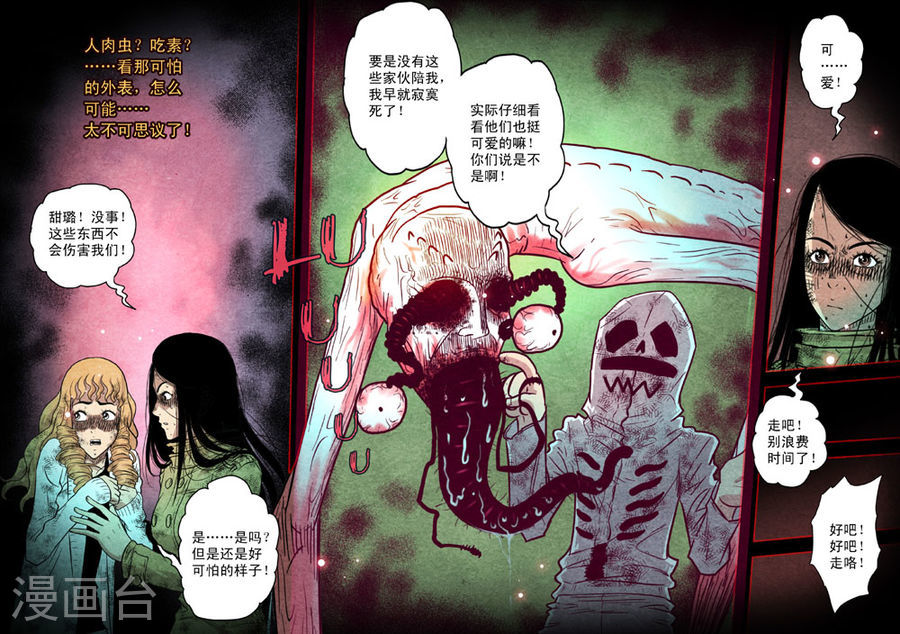 人肉虫？吃素？
……看那可怕
的外表，怎么
可能……
太不可思议了！
甜璐！没事！
这些东西不
会伤害我们！
是……是吗？
但是还是好
可怕的样子！
要是没有这
些家伙陪我，
我早就寂寞
死了！
实际仔细看
看他们也挺
可爱的嘛！
你们说是不
是啊！
LU
U
U
U
可
……
爱！
走吧！
别浪费
时间了！
好吧！
好吧！
走咯！
漫画台